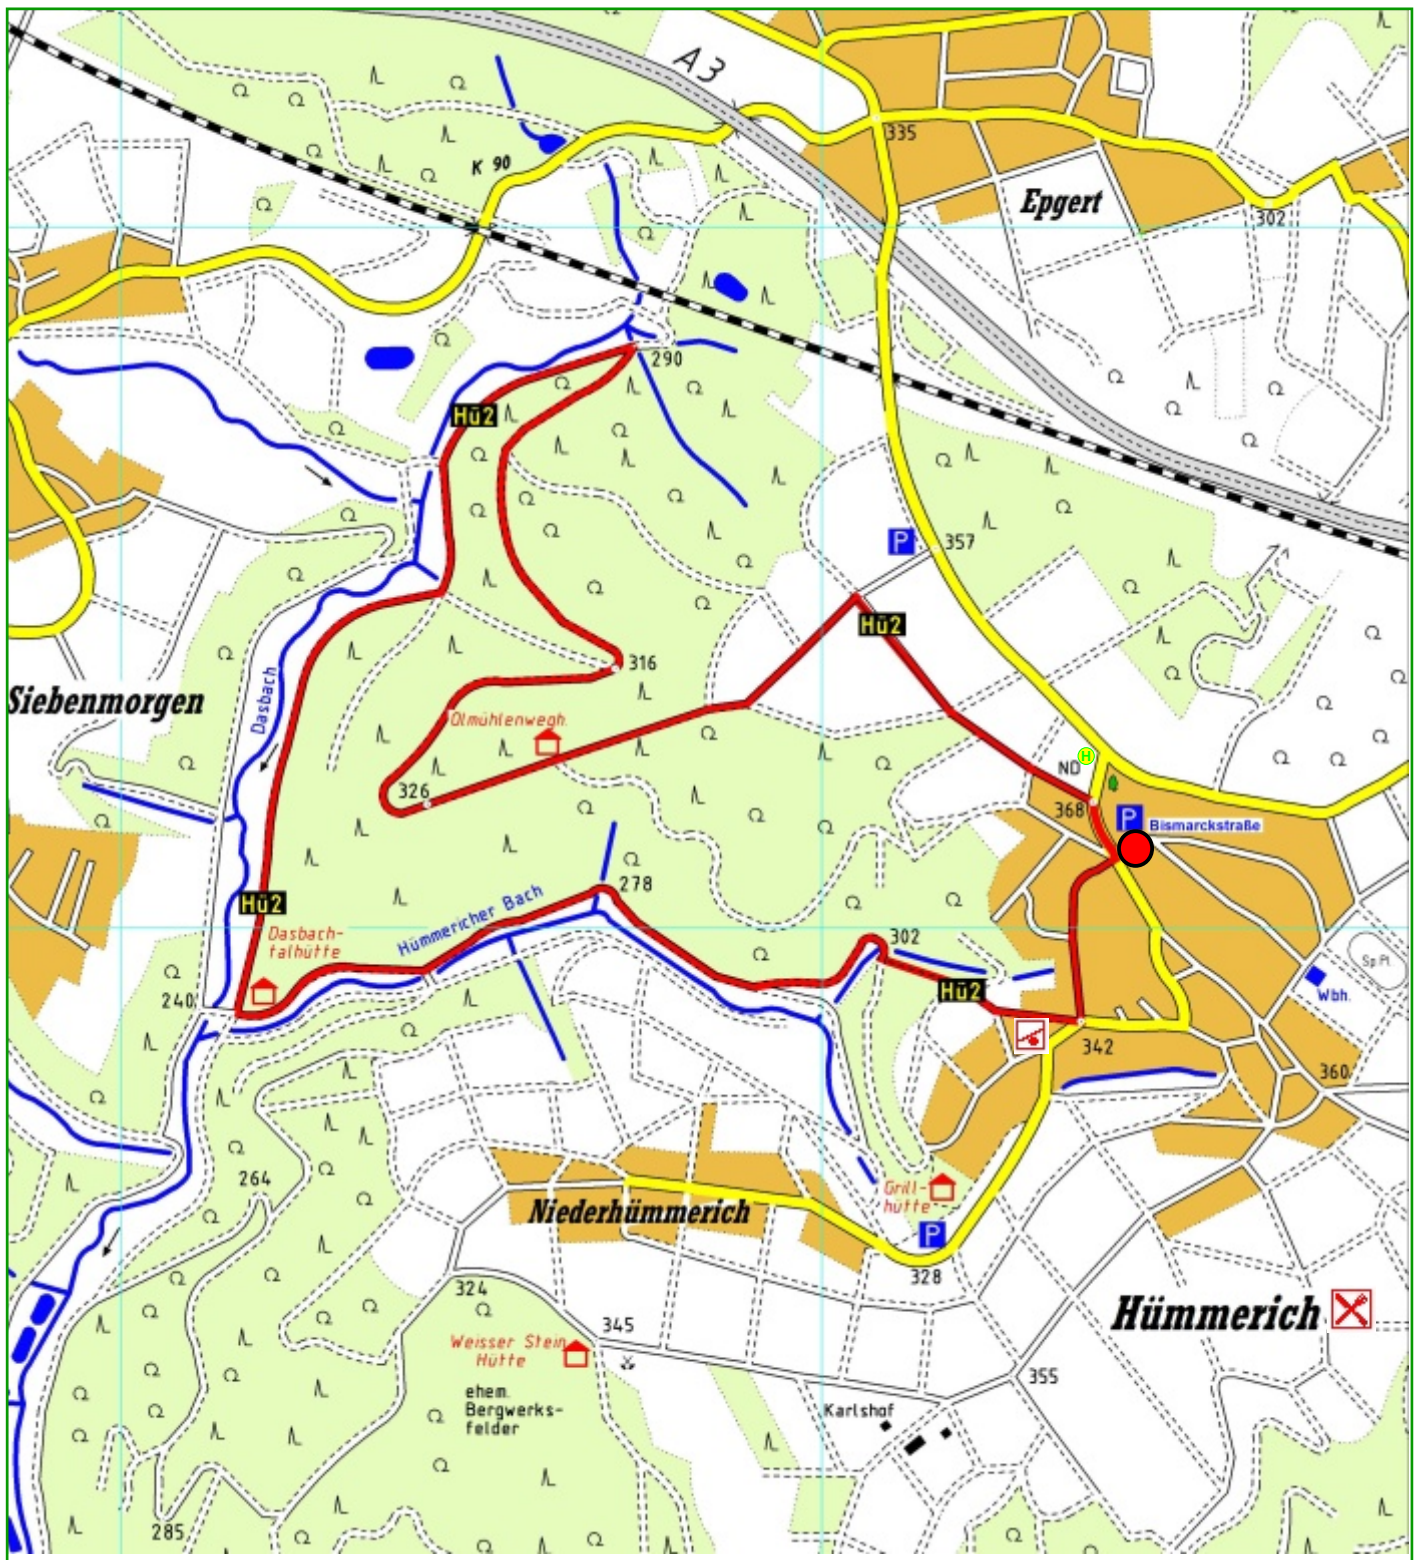 A3
K 90
335
Epgert
302
290
Hü2
P
357
Hü2
316
Siebenmorgen
Dasbach
Olmühlenwegh.
H
ND
326
368
P
Bismarckstraße
278
Hü2
Hümmericher Bach
Dasbach-
talhütte
302
Sp.Pl.
Hü2
Wbh.
240
342
360
264
Grill-
hütte
Niederhümmerich
P
328
324
Hümmerich
345
Weisser Stein
Hütte
355
ehem.
Bergwerks-
felder
Karlshof
285